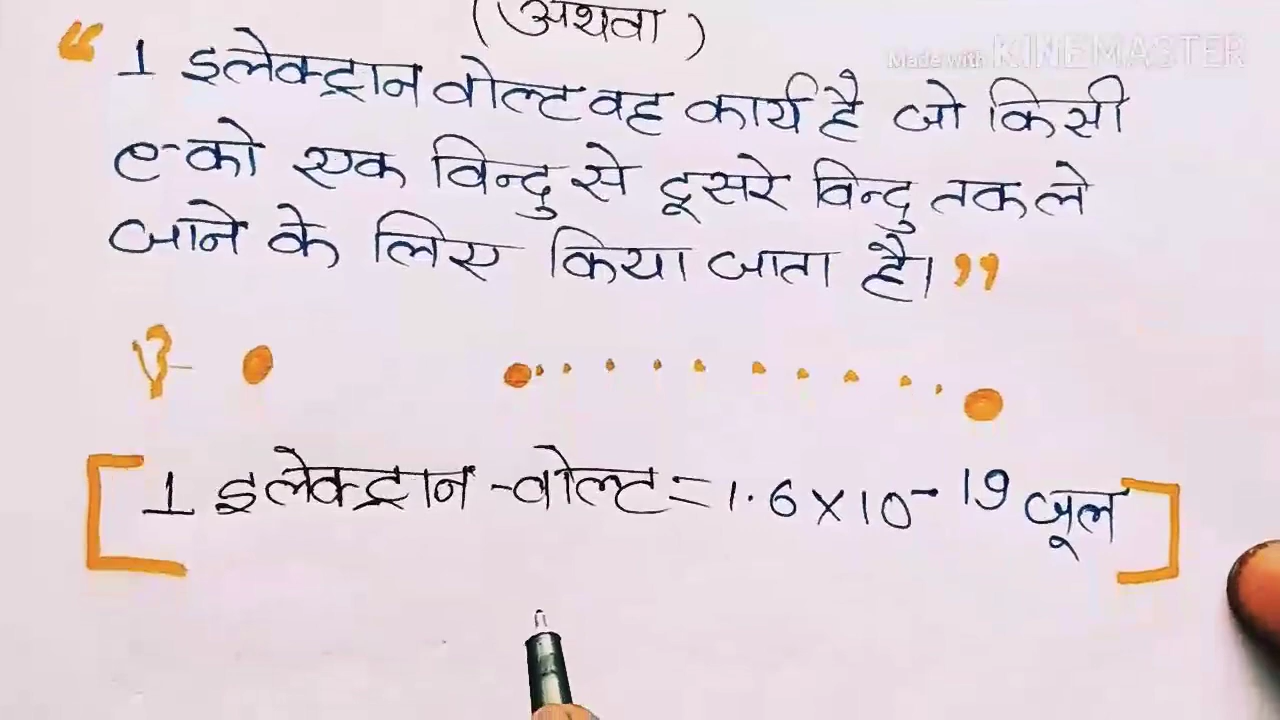 (अथवा)
Made with KINEMASTER
“1 इलेक्ट्रान वोल्ट वह कार्य है जो किसी
e- को एक विन्दु से दूसरे विन्दु तक ले
जाने के लिए किया जाता है।”
[1 इलेक्ट्रान-वोल्ट = 1.6 × 10^-19 जूल]